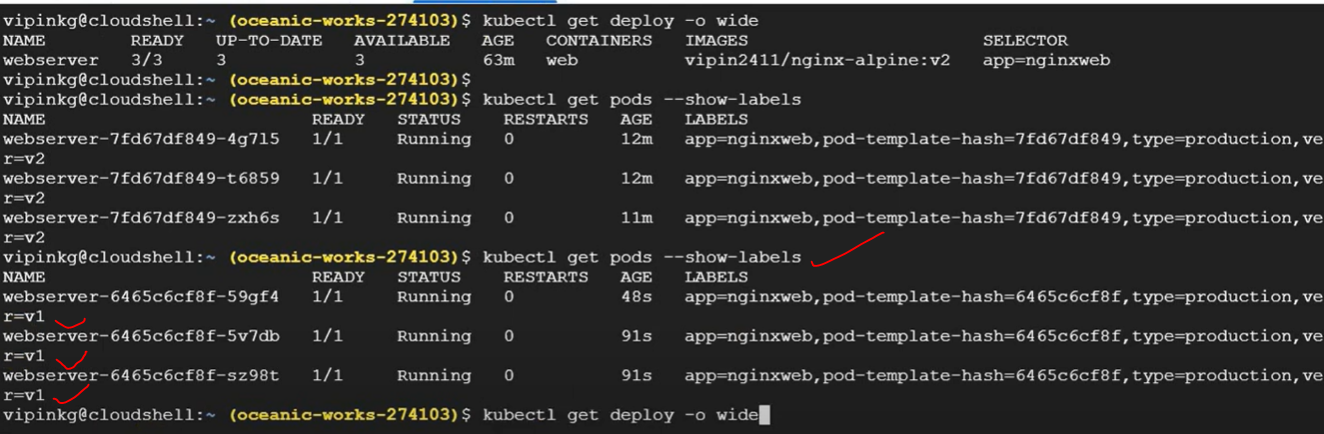 vipinkg@cloudshell:~ (oceanic-works-274103)$ kubectl get deploy -o wide
NAME READY UP-TO-DATE AVAILABLE AGE CONTAINERS IMAGES SELECTOR
webserver 3/3 3 3 63m web vipin2411/nginx-alpine:v2 app=nginxweb
vipinkg@cloudshell:~ (oceanic-works-274103)$
vipinkg@cloudshell:~ (oceanic-works-274103)$ kubectl get pods --show-labels
NAME READY STATUS RESTARTS AGE LABELS
webserver-7fd67df849-4g7l5 1/1 Running 0 12m app=nginxweb,pod-template-hash=7fd67df849,type=production,ve
r=v2
webserver-7fd67df849-t6859 1/1 Running 0 12m app=nginxweb,pod-template-hash=7fd67df849,type=production,ve
r=v2
webserver-7fd67df849-zxh6s 1/1 Running 0 11m app=nginxweb,pod-template-hash=7fd67df849,type=production,ve
r=v2
vipinkg@cloudshell:~ (oceanic-works-274103)$ kubectl get pods --show-labels
NAME READY STATUS RESTARTS AGE LABELS
webserver-6465c6cf8f-59gf4 1/1 Running 0 48s app=nginxweb,pod-template-hash=6465c6cf8f,type=production,ve
r=v1
webserver-6465c6cf8f-5v7db 1/1 Running 0 91s app=nginxweb,pod-template-hash=6465c6cf8f,type=production,ve
r=v1
webserver-6465c6cf8f-sz98t 1/1 Running 0 91s app=nginxweb,pod-template-hash=6465c6cf8f,type=production,ve
r=v1
vipinkg@cloudshell:~ (oceanic-works-274103)$ kubectl get deploy -o wide